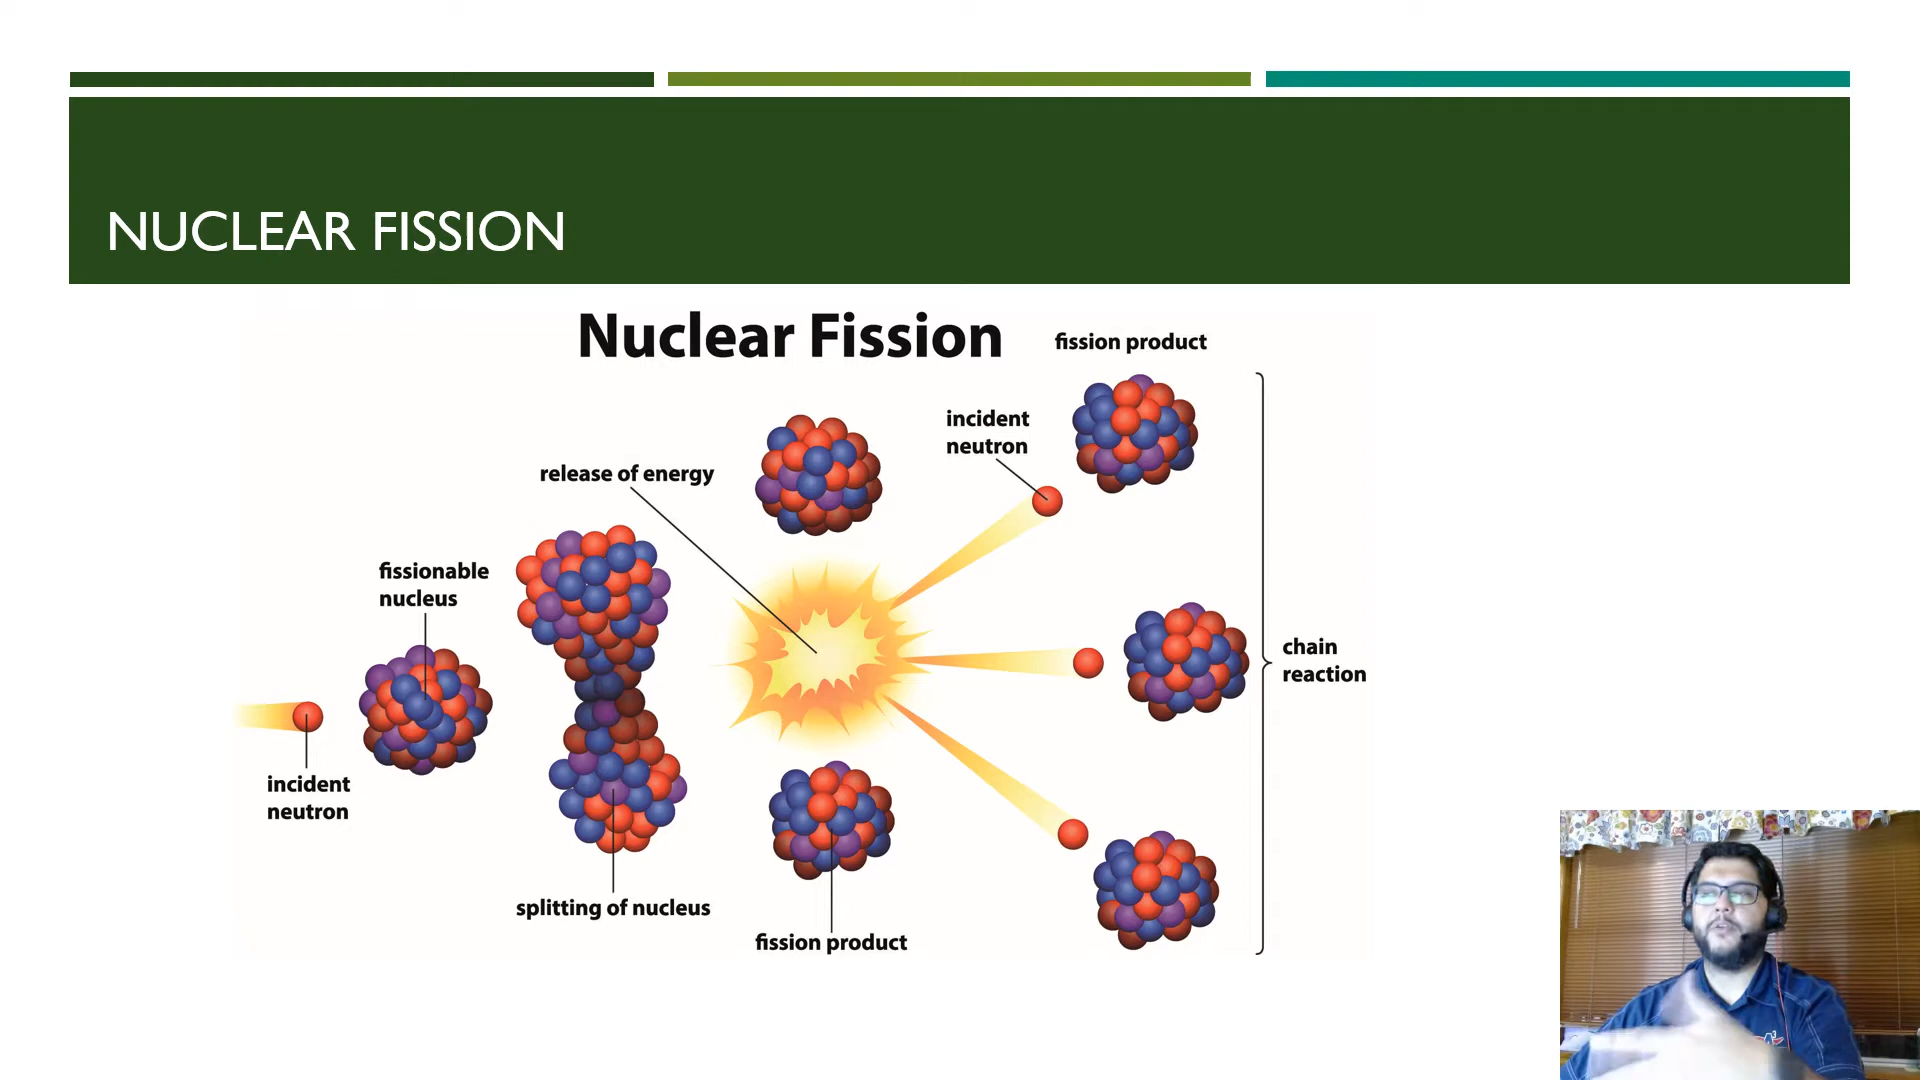 NUCLEAR FISSION
Nuclear Fission
fission product
incident
neutron
release of energy
fissionable
nucleus
chain
reaction
incident
neutron
splitting of nucleus
fission product